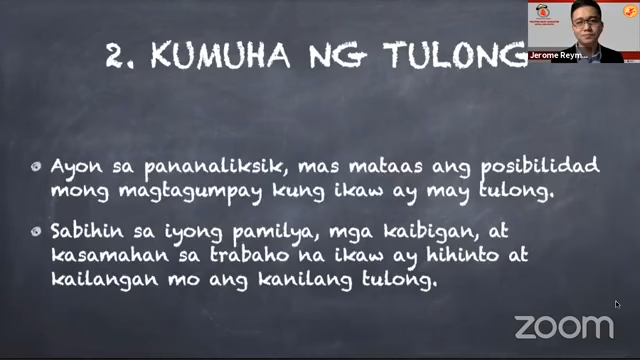 2. KUMUHA NG TULONG
Jerome Reym...
Ayon sa pananaliksik, mas mataas ang posibilidad
mong magtagumpay kung ikaw ay may tulong.
Sabihin sa iyong pamilya, mga kaibigan, at
kasamahan sa trabaho na ikaw ay hihinto at
kailangan mo ang kanilang tulong.
zoom